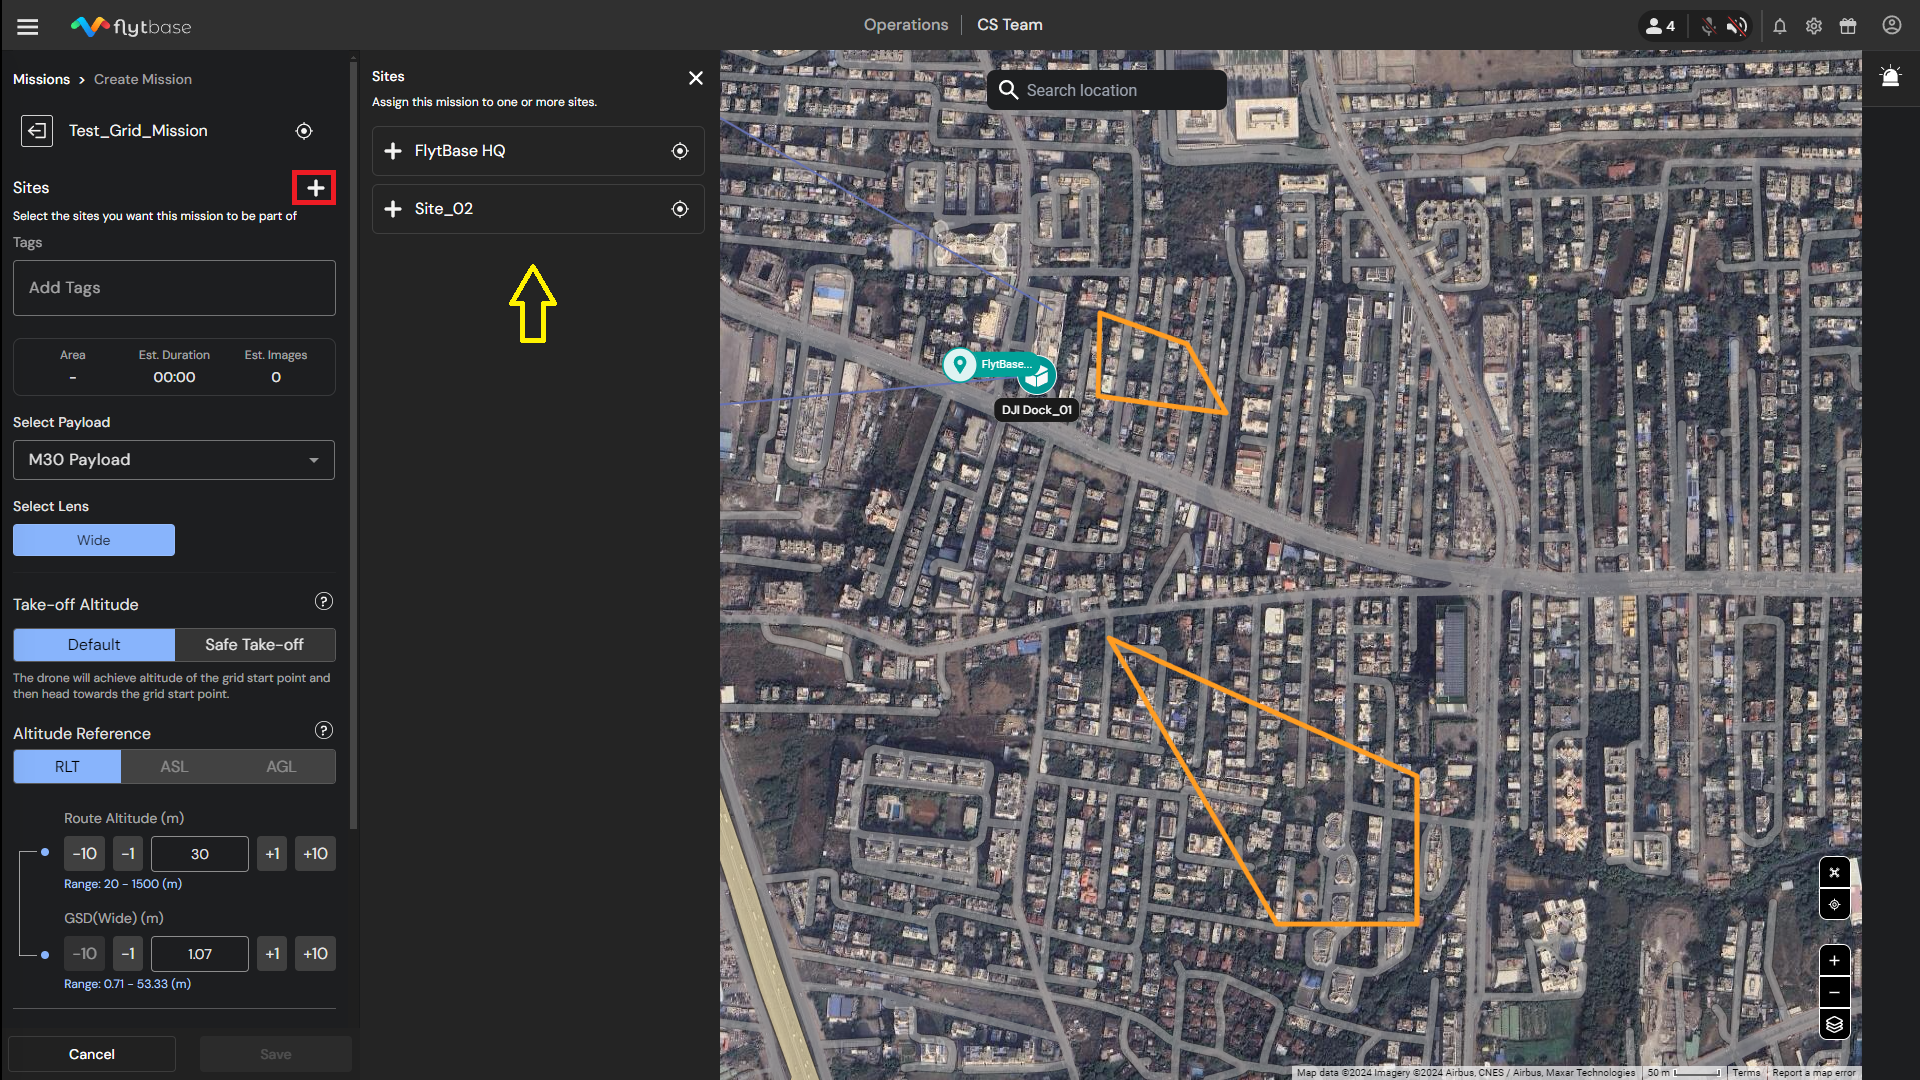 flytbase
Operations
CS Team
4
Missions > Create Mission
Test_Grid_Mission
Sites
Select the sites you want this mission to be part of
Tags
Add Tags
Area
Est. Duration
Est. Images
-
00:00
0
Select Payload
M30 Payload
Select Lens
Wide
Take-off Altitude
?
Default
Safe Take-off
The drone will achieve altitude of the grid start point and
then head towards the grid start point.
Altitude Reference
?
RLT
ASL
AGL
Route Altitude (m)
-10
-1
30
+1
+10
Range: 20 - 1500 (m)
GSD(Wide) (m)
-10
-1
1.07
+1
+10
Range: 0.71 - 53.33 (m)
Cancel
Save
Sites
Assign this mission to one or more sites.
FlytBase HQ
Site_02
Search location
FlytBase...
DJI Dock_01
Map data ©2024 Imagery ©2024 Airbus, CNES / Airbus, Maxar Technologies
50 m
Terms
Report a map error